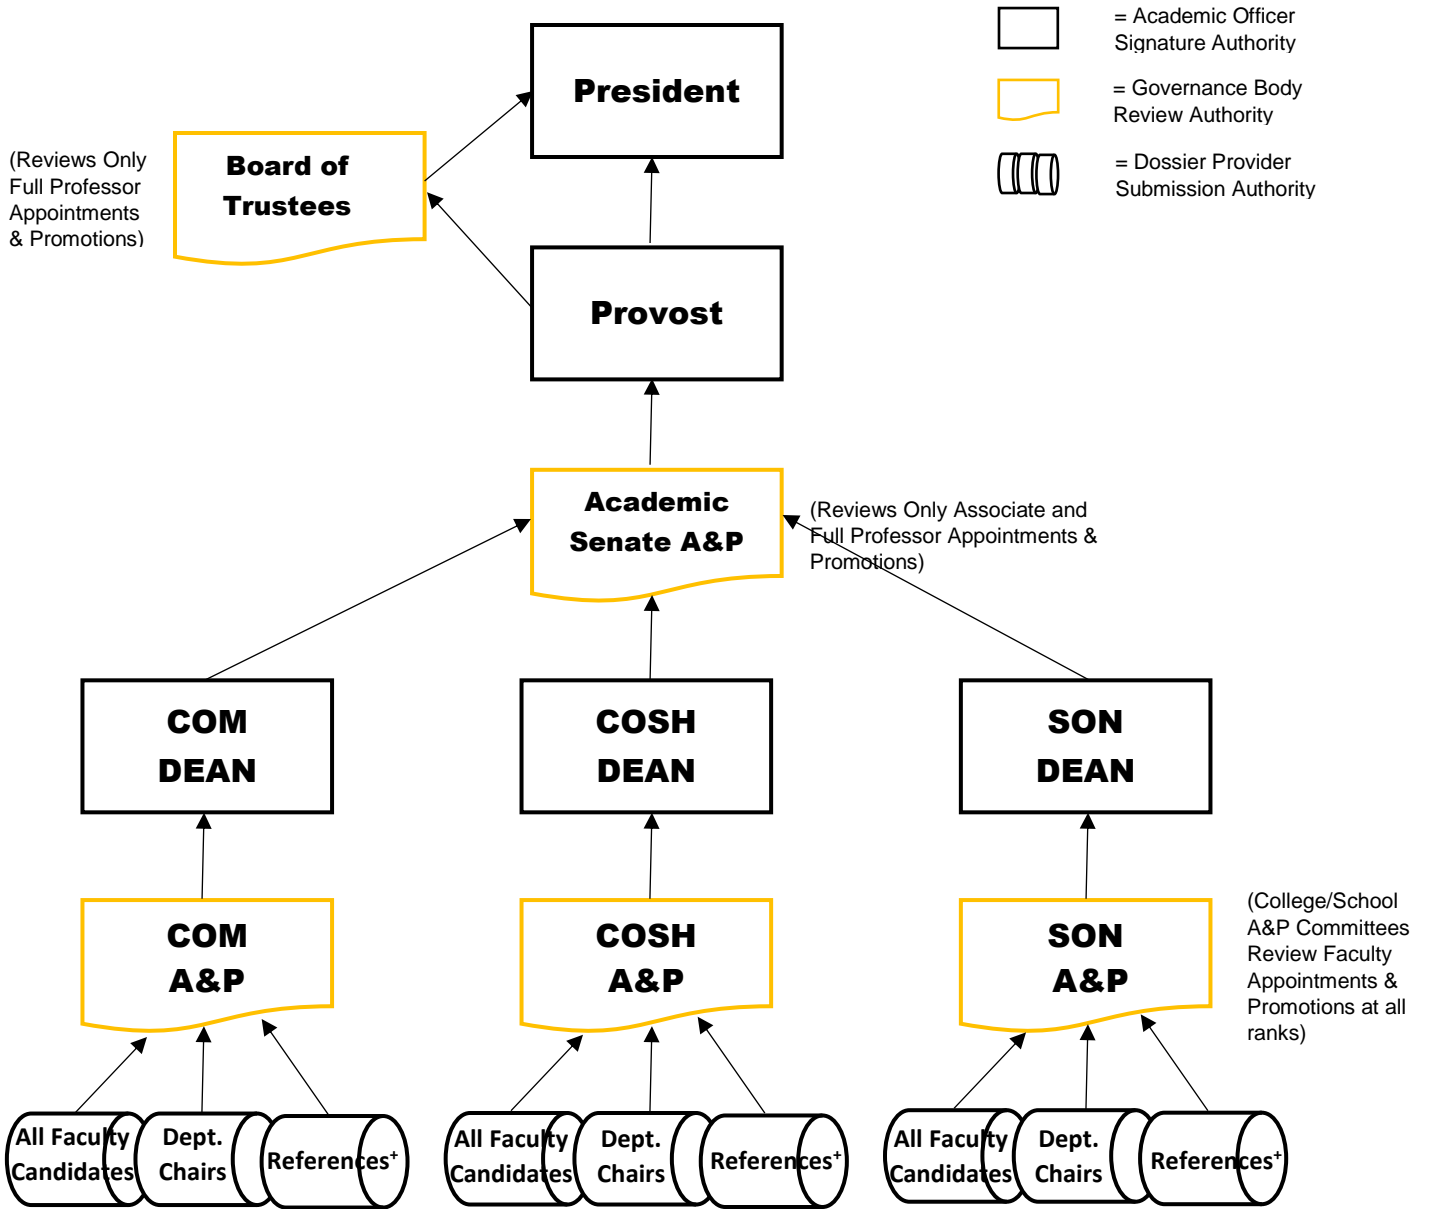 = Academic Officer
Signature Authority
= Governance Body
Review Authority
= Dossier Provider
Submission Authority
President
(Reviews Only
Full Professor
Appointments
& Promotions)
Board of
Trustees
Provost
Academic
Senate A&P
(Reviews Only Associate and
Full Professor Appointments &
Promotions)
COM
DEAN
COSH
DEAN
SON
DEAN
COM
A&P
COSH
A&P
SON
A&P
(College/School
A&P Committees
Review Faculty
Appointments &
Promotions at all
ranks)
All Faculty
Candidates
Dept.
Chairs
References+
All Faculty
Candidates
Dept.
Chairs
References+
All Faculty
Candidates
Dept.
Chairs
References+